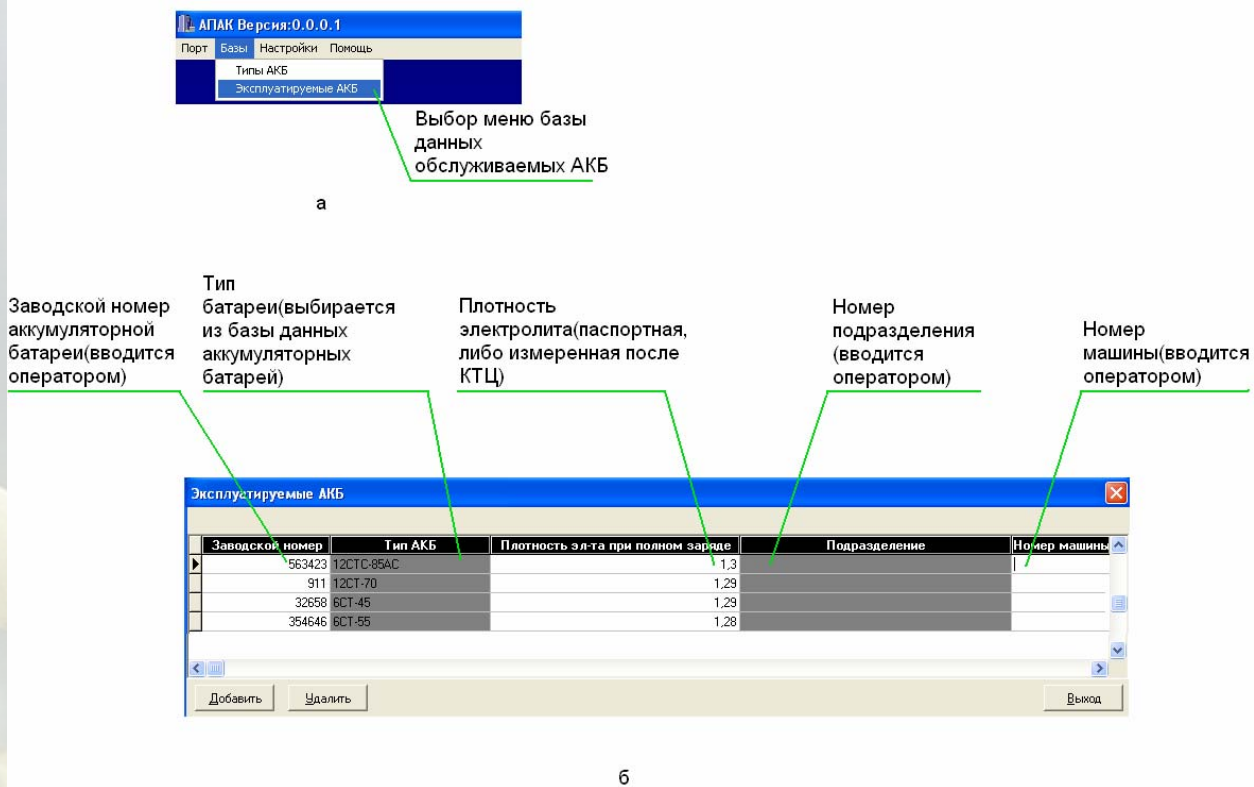 АПАК Версия:0.0.0.1
Порт Базы Настройки Помощь
Типы АКБ
Эксплуатируемые АКБ
Выбор меню базы
данных
обслуживаемых АКБ
а
Заводской номер
аккумуляторной
батареи(вводится
оператором)
Тип
батареи(выбирается
из базы данных
аккумуляторных
батарей)
Плотность
электролита(паспортная,
либо измеренная после
КТЦ)
Номер
подразделения
(вводится
оператором)
Номер
машины(вводится
оператором)
Эксплуатируемые АКБ
Заводской номер Тип АКБ Плотность эл-та при полном заряде Подразделение Номер машины
563423 12СТС-85АС 1,3
911 12СТ-70 1,29
32658 6СТ-45 1,29
354646 6СТ-55 1,28
Добавить Удалить Выход
б